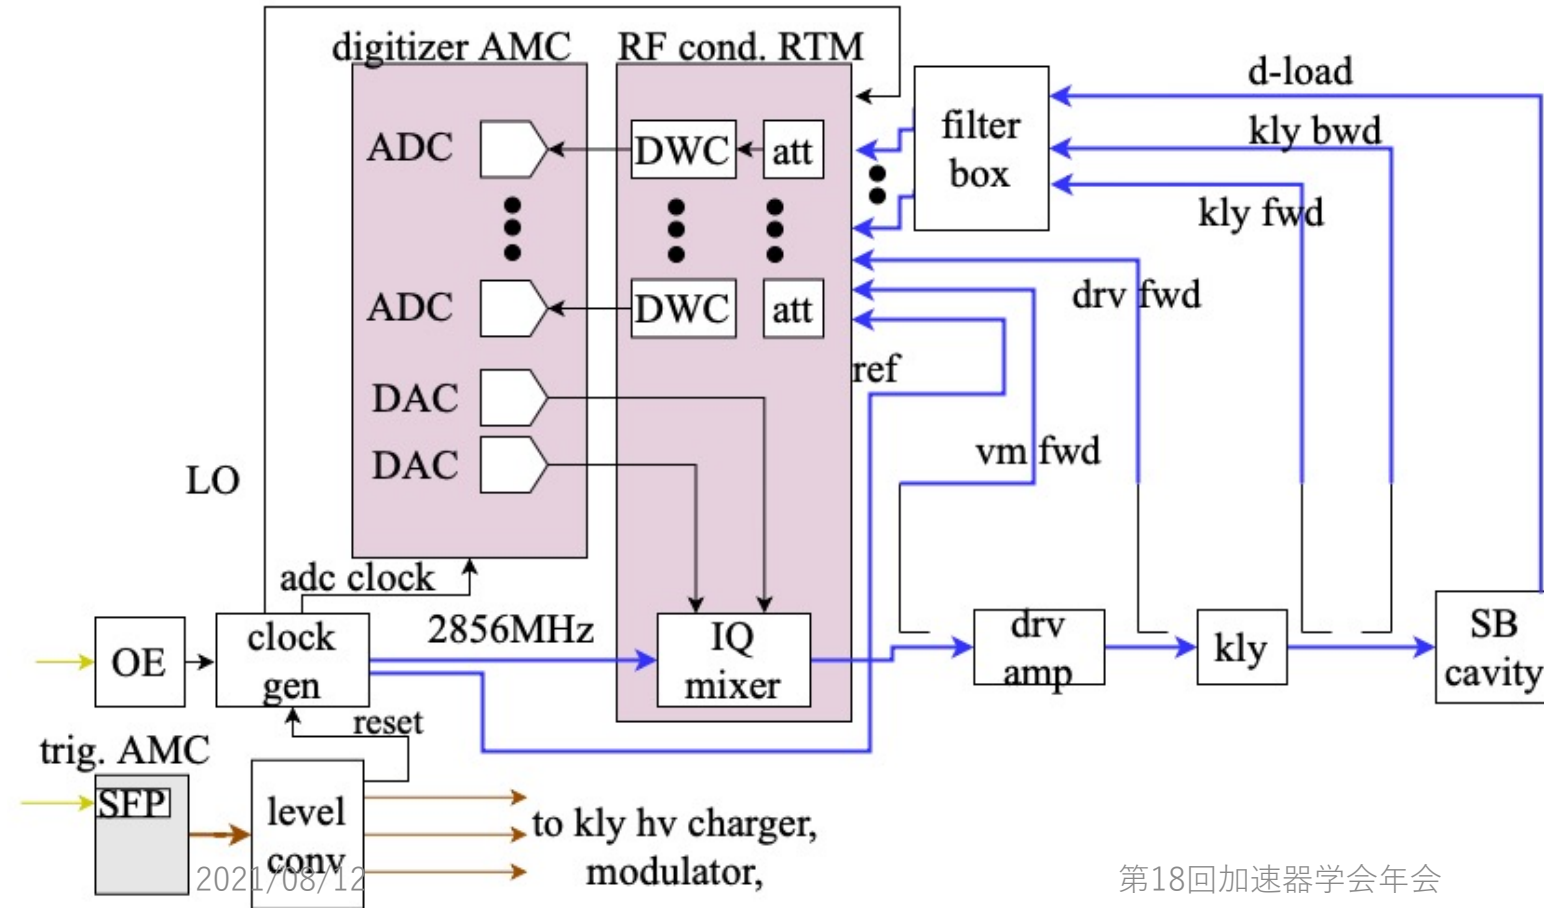 digitizer AMC
RF cond. RTM
d-load
ADC
DWC
att
filter
box
kly bwd
kly fwd
ADC
DWC
att
drv fwd
ref
DAC
DAC
vm fwd
LO
adc clock
2856MHz
OE
clock
gen
IQ
mixer
drv
amp
kly
SB
cavity
reset
trig. AMC
SFP
level
conv
to kly hv charger,
modulator,
2021/08/12
第18回加速器学会年会